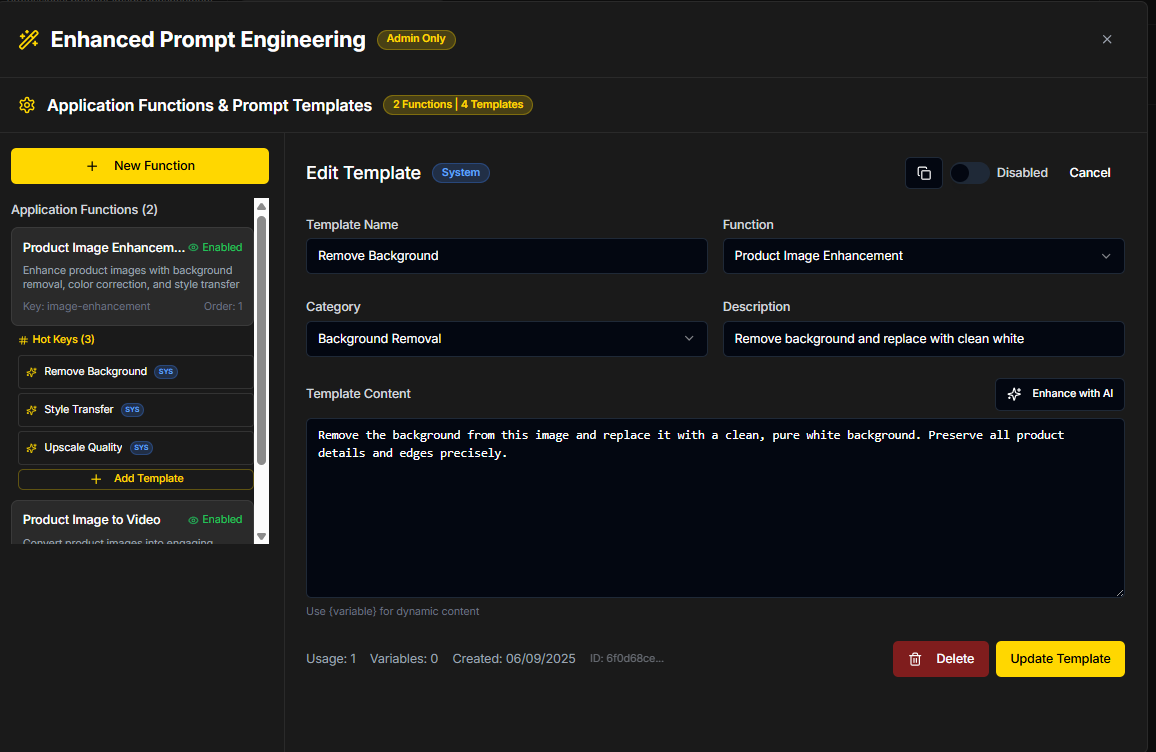 Enhanced Prompt Engineering
Admin Only
Application Functions & Prompt Templates
2 Functions | 4 Templates
New Function
Application Functions (2)
Product Image Enhancem...
Enabled
Enhance product images with background
removal, color correction, and style transfer
Key: image-enhancement
Order: 1
Hot Keys (3)
Remove Background
SYS
Style Transfer
SYS
Upscale Quality
SYS
Add Template
Product Image to Video
Enabled
Convert product images into engaging
Edit Template
System
Disabled
Cancel
Template Name
Remove Background
Function
Product Image Enhancement
Category
Background Removal
Description
Remove background and replace with clean white
Template Content
Enhance with AI
Remove the background from this image and replace it with a clean, pure white background. Preserve all product
details and edges precisely.
Use {variable} for dynamic content
Usage: 1
Variables: 0
Created: 06/09/2025
ID: 6f0d68ce...
Delete
Update Template